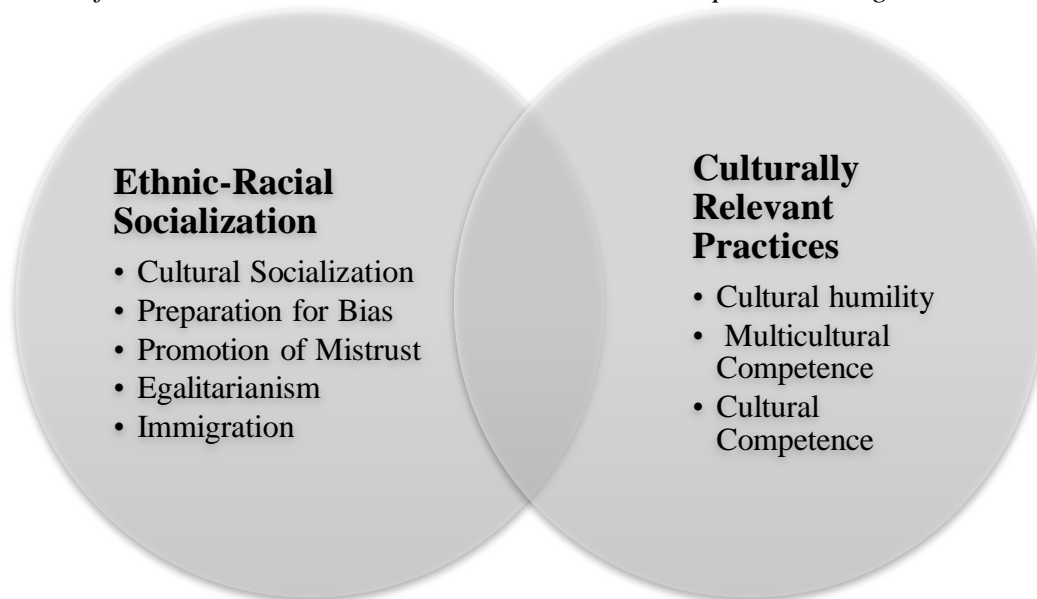 Ethnic-Racial
Socialization
• Cultural Socialization
• Preparation for Bias
• Promotion of Mistrust
• Egalitarianism
• Immigration
Culturally
Relevant
Practices
• Cultural humility
• Multicultural
Competence
• Cultural
Competence